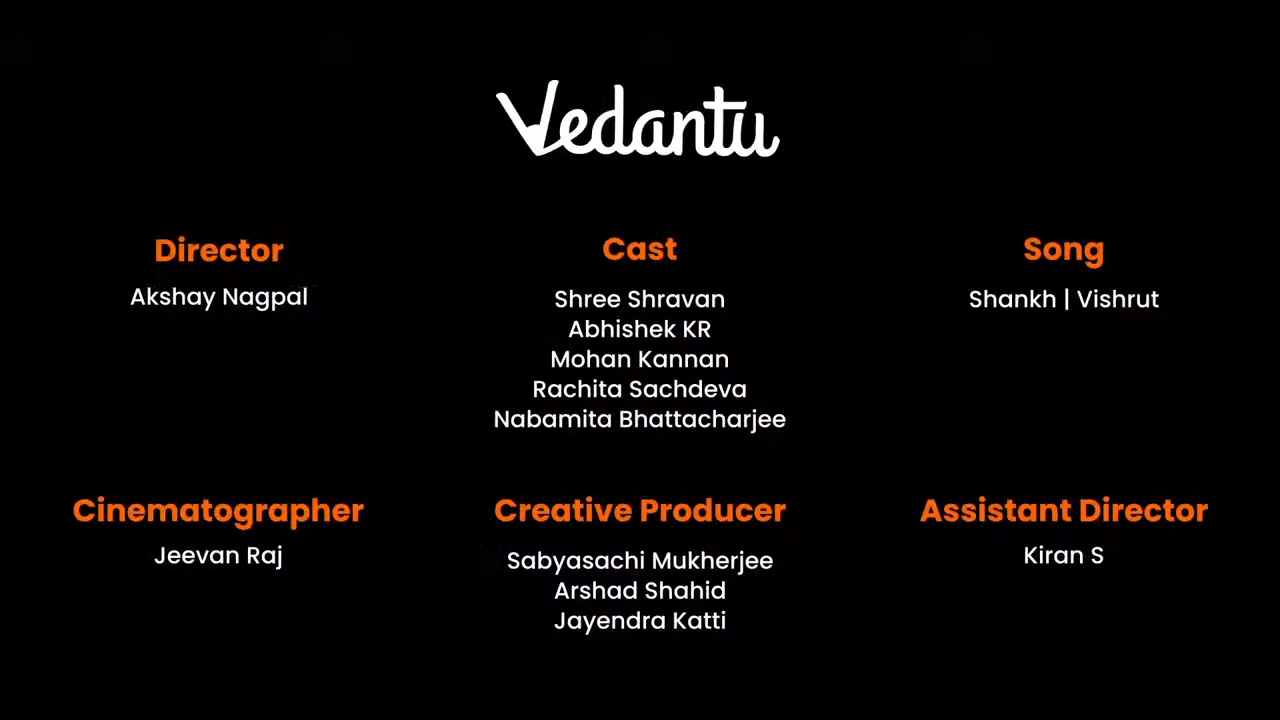 Vedantu
Director
Akshay Nagpal
Cast
Shree Shravan
Abhishek KR
Mohan Kannan
Rachita Sachdeva
Nabamita Bhattacharjee
Song
Shankh | Vishrut
Cinematographer
Jeevan Raj
Creative Producer
Sabyasachi Mukherjee
Arshad Shahid
Jayendra Katti
Assistant Director
Kiran S